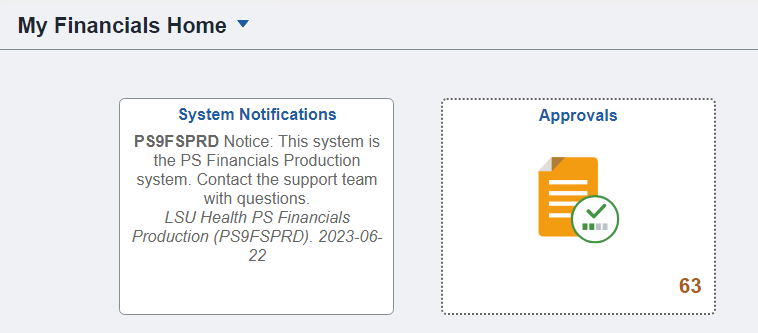 My Financials Home
System Notifications
PS9FSPRD Notice: This system is
the PS Financials Production
system. Contact the support team
with questions.
LSU Health PS Financials
Production (PS9FSPRD). 2023-06-
22
Approvals
63